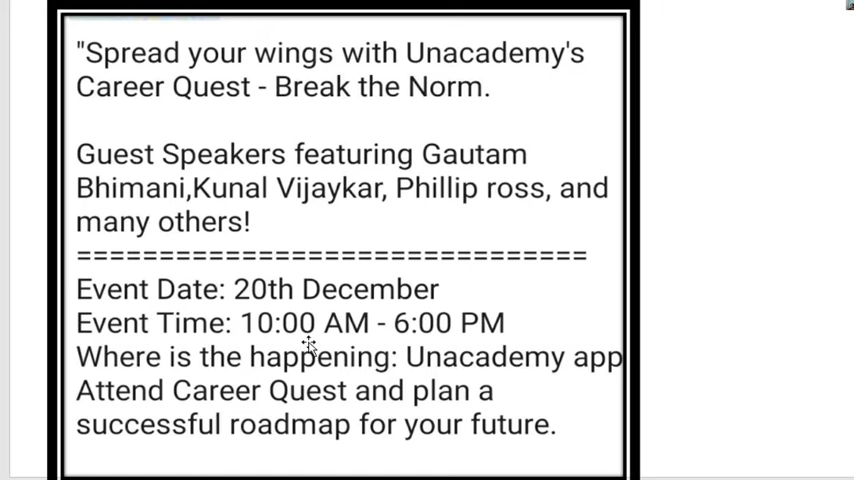 "Spread your wings with Unacademy's
Career Quest - Break the Norm.
Guest Speakers featuring Gautam
Bhimani,Kunal Vijaykar, Phillip ross, and
many others!
===============================
Event Date: 20th December
Event Time: 10:00 AM - 6:00 PM
Where is the happening: Unacademy app
Attend Career Quest and plan a
successful roadmap for your future.